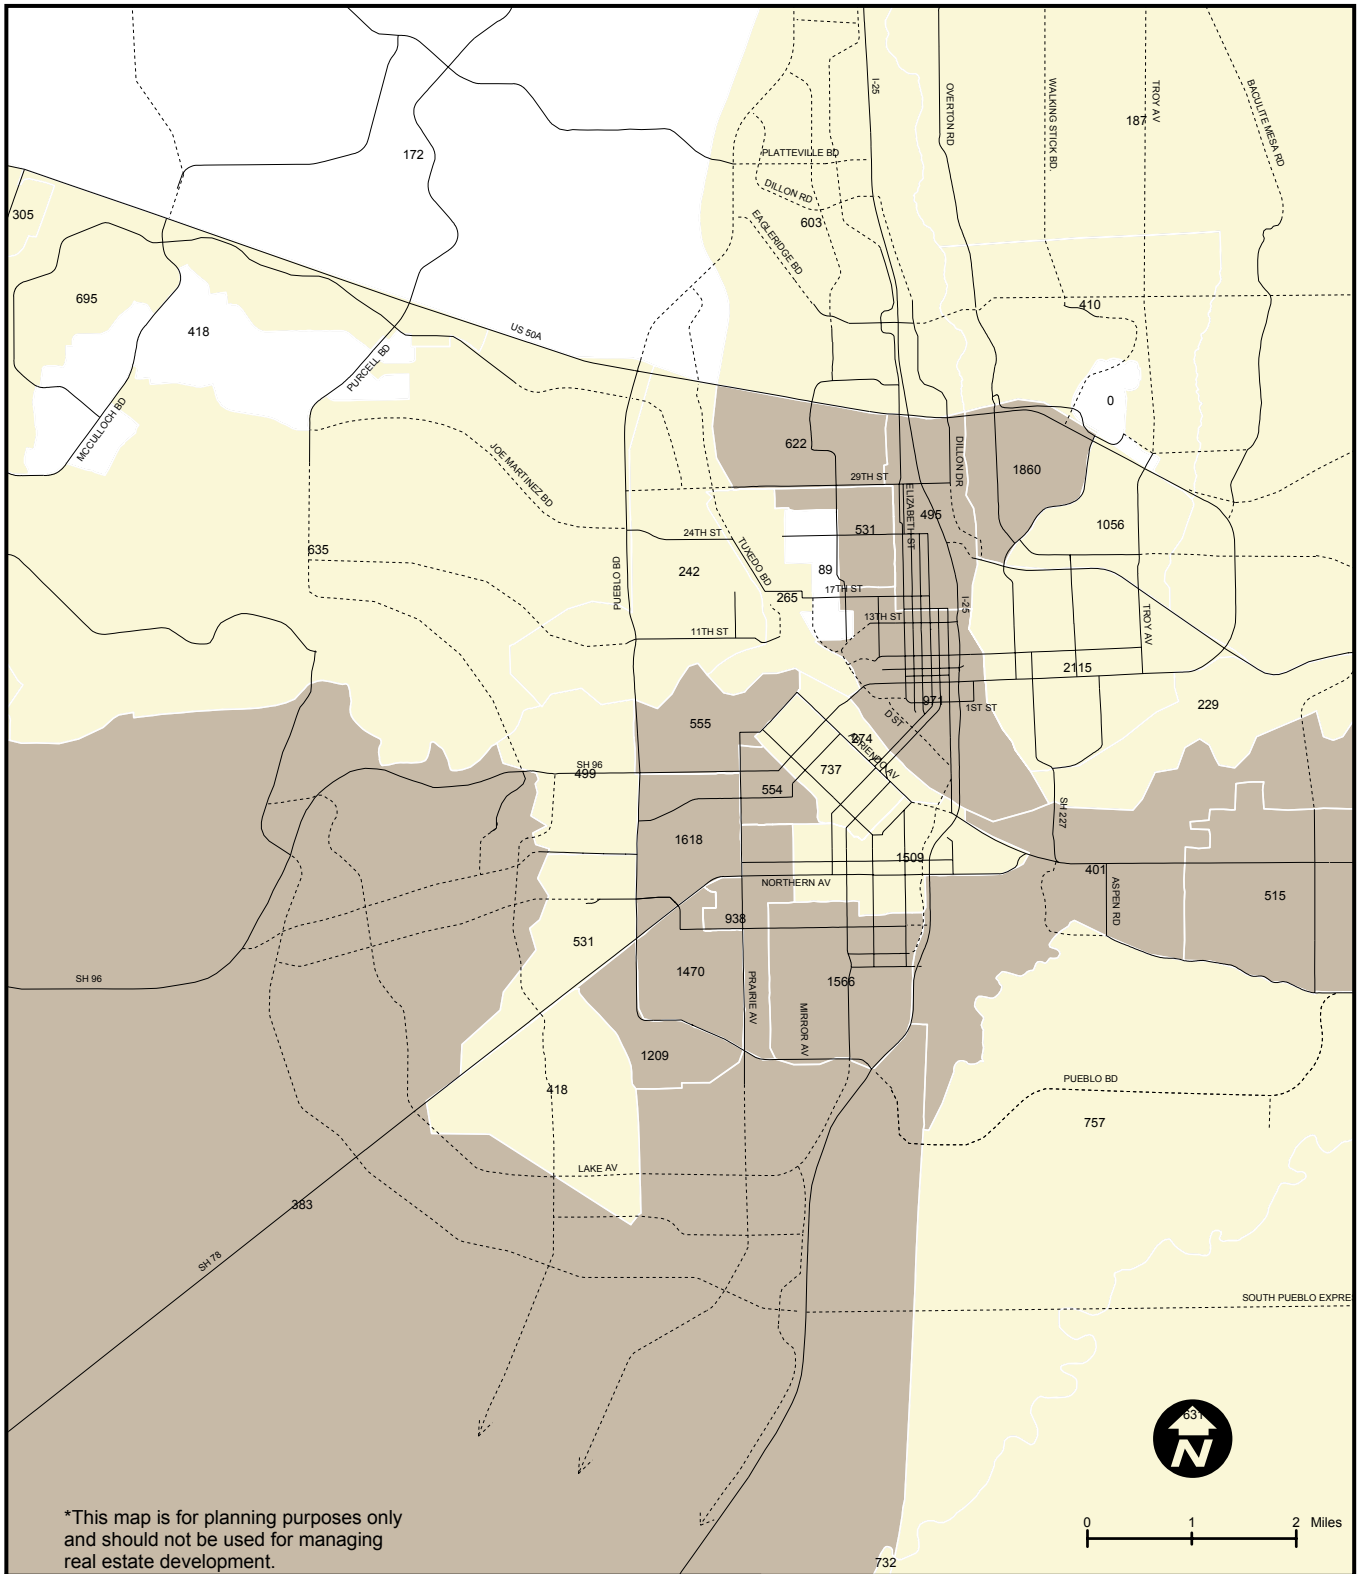 I-25
OVERTON RD
WALKING STICK BD.
TROY AV
BACULITE MESA RD
187
172
PLATTEVILLE BD
DILLON RD
603
305
EAGLERIDGE BD
695
418
410
US 50A
PURCELL BD
MCCULLOCH BD
0
622
DILLON DR
1860
JOE MARTINEZ BD
29TH ST
ELIZABETH ST
495
531
1056
24TH ST
TUXEDO BD
635
PUEBLO BD
242
89
17TH ST
265
I-25
TROY AV
13TH ST
11TH ST
2115
971
1ST ST
229
555
D ST
274
ABRIENDO AV
SH 96
499
737
554
SH 227
1618
1509
401
NORTHERN AV
ASPEN RD
515
938
531
1470
SH 96
1566
PRAIRIE AV
MIRROR AV
1209
418
PUEBLO BD
757
LAKE AV
383
SH 78
SOUTH PUEBLO EXPRE
631
N
*This map is for planning purposes only
and should not be used for managing
real estate development.
0 1 2 Miles
732